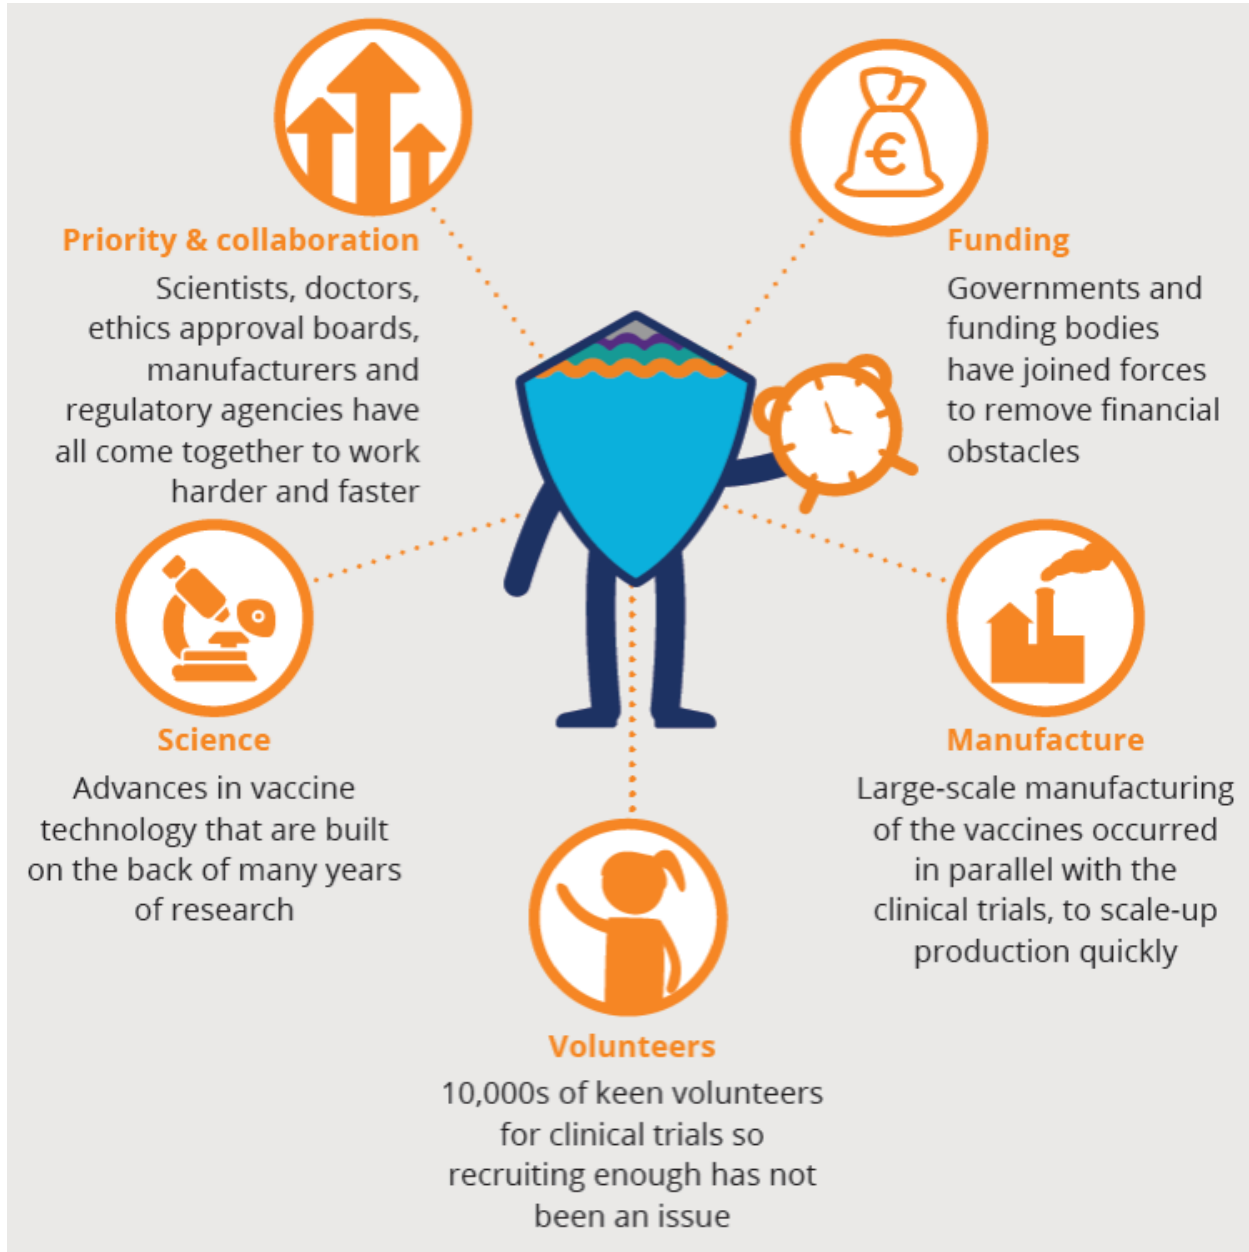 Priority & collaboration
Scientists, doctors,
ethics approval boards,
manufacturers and
regulatory agencies have
all come together to work
harder and faster
€
Funding
Governments and
funding bodies
have joined forces
to remove financial
obstacles
Science
Advances in vaccine
technology that are built
on the back of many years
of research
Manufacture
Large-scale manufacturing
of the vaccines occurred
in parallel with the
clinical trials, to scale-up
production quickly
Volunteers
10,000s of keen volunteers
for clinical trials so
recruiting enough has not
been an issue